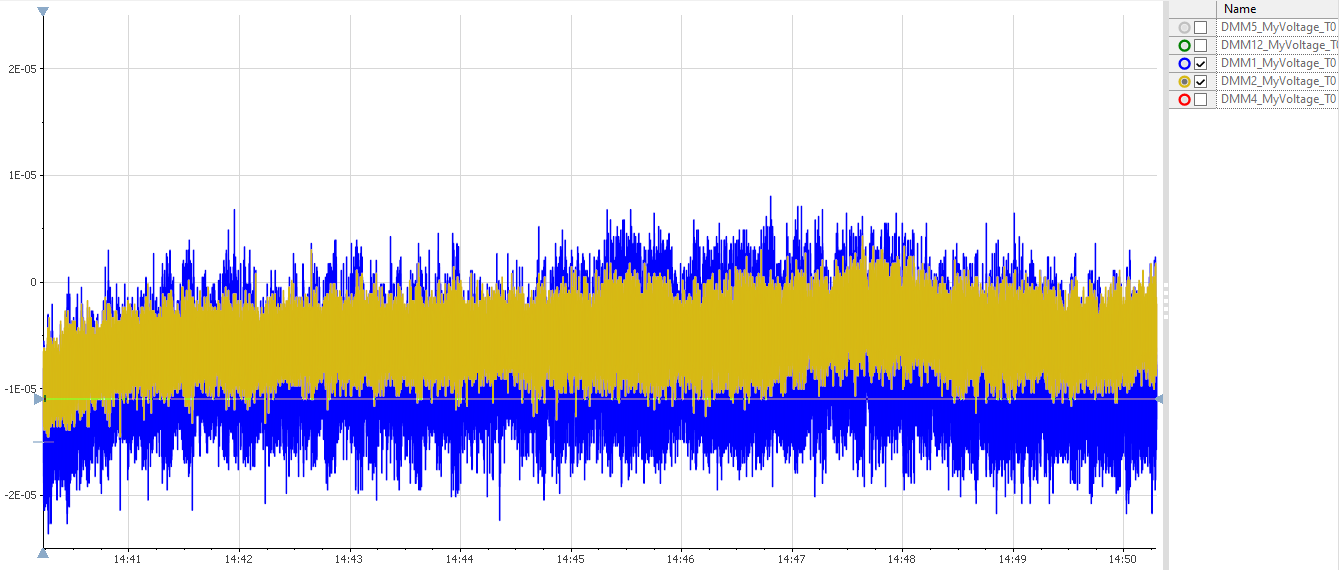 Name
DMM5_MyVoltage_T0
DMM12_MyVoltage_T
DMM1_MyVoltage_T0
DMM2_MyVoltage_T0
DMM4_MyVoltage_T0
2E-05
1E-05
0
-1E-05
-2E-05
14:41 14:42 14:43 14:44 14:45 14:46 14:47 14:48 14:49 14:50